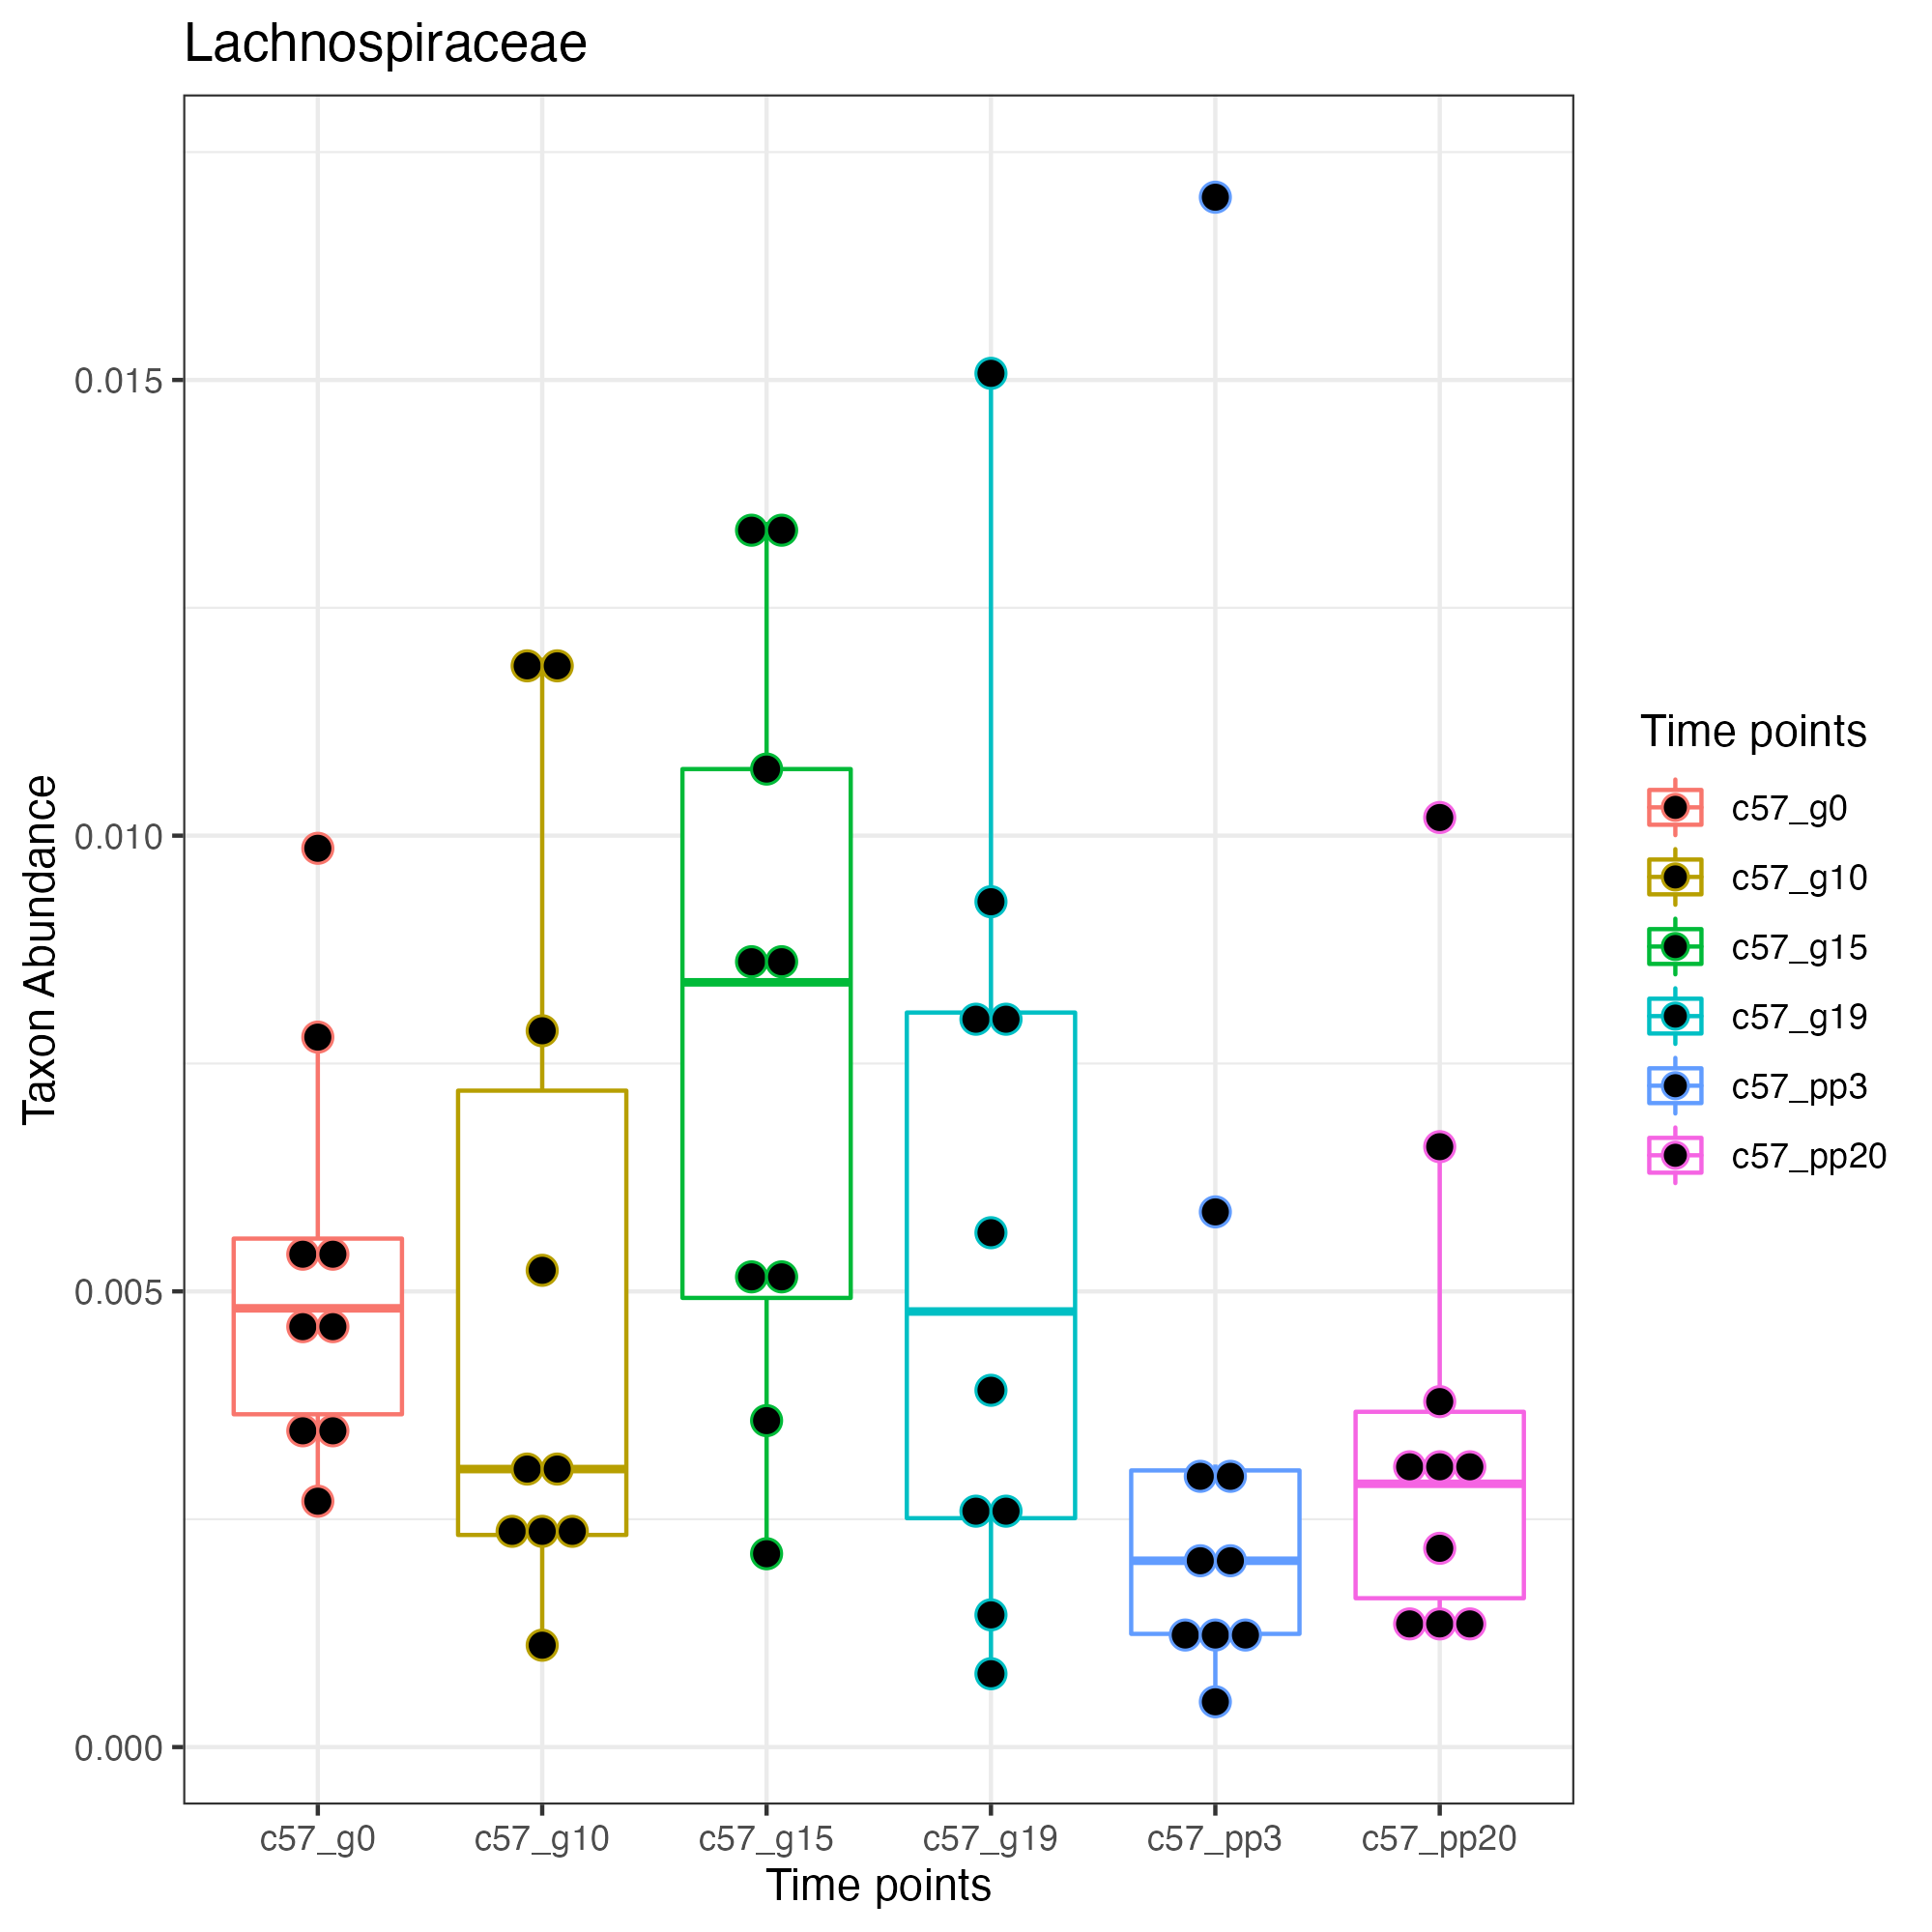 Lachnospiraceae
Taxon Abundance
0.015
0.010
0.005
0.000
c57_g0 c57_g10 c57_g15 c57_g19 c57_pp3 c57_pp20
Time points
Time points
c57_g0
c57_g10
c57_g15
c57_g19
c57_pp3
c57_pp20